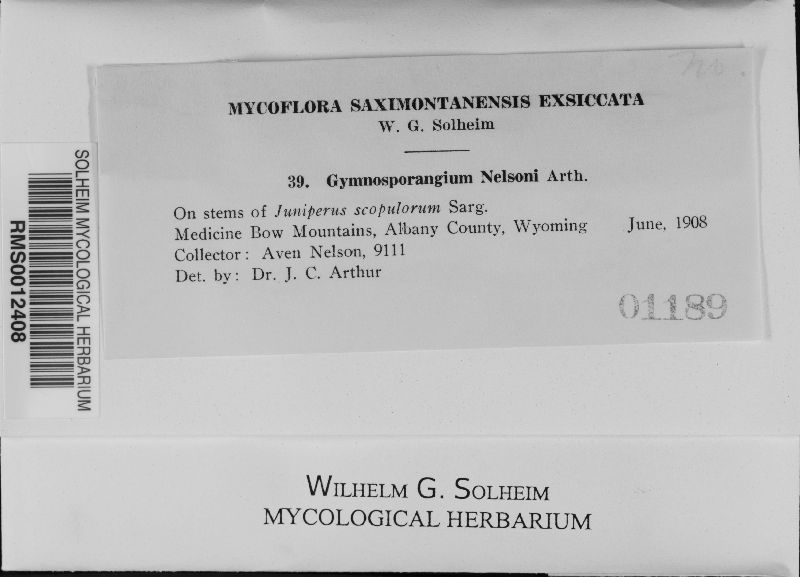 MYCOFLORA SAXIMONTANENSIS EXSICCATA
W. G. Solheim
39. Gymnosporangium Nelsoni Arth.
On stems of Juniperus scopulorum Sarg.
Medicine Bow Mountains, Albany County, Wyoming June, 1908
Collector: Aven Nelson, 9111
Det. by: Dr. J. C. Arthur
01189
SOLHEIM MYCOLOGICAL HERBARIUM
RMS0012408
WILHELM G. SOLHEIM
MYCOLOGICAL HERBARIUM